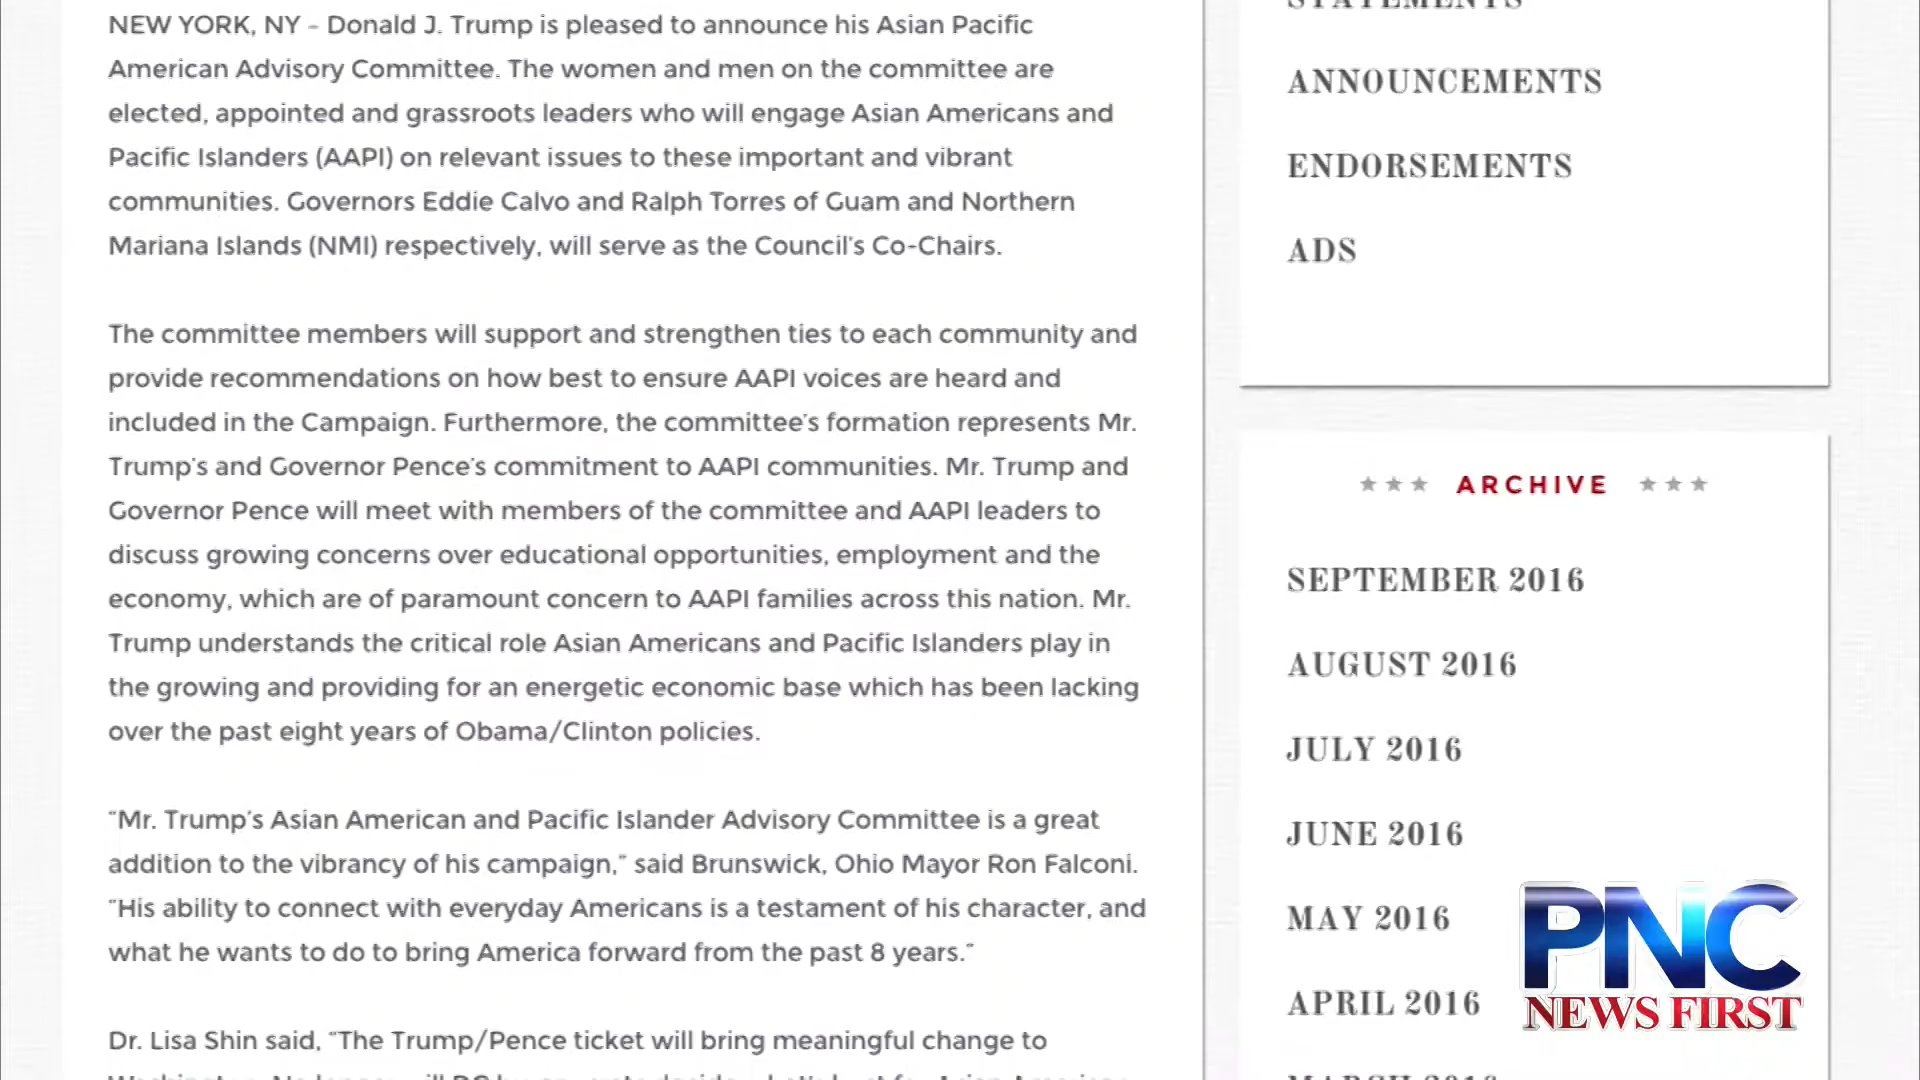 NEW YORK, NY - Donald J. Trump is pleased to announce his Asian Pacific
American Advisory Committee. The women and men on the committee are
elected, appointed and grassroots leaders who will engage Asian Americans and
Pacific Islanders (AAPI) on relevant issues to these important and vibrant
communities. Governors Eddie Calvo and Ralph Torres of Guam and Northern
Mariana Islands (NMI) respectively, will serve as the Council's Co-Chairs.
The committee members will support and strengthen ties to each community and
provide recommendations on how best to ensure AAPI voices are heard and
included in the Campaign. Furthermore, the committee's formation represents Mr.
Trump's and Governor Pence's commitment to AAPI communities. Mr. Trump and
Governor Pence will meet with members of the committee and AAPI leaders to
discuss growing concerns over educational opportunities, employment and the
economy, which are of paramount concern to AAPI families across this nation. Mr.
Trump understands the critical role Asian Americans and Pacific Islanders play in
the growing and providing for an energetic economic base which has been lacking
over the past eight years of Obama/Clinton policies.
"Mr. Trump's Asian American and Pacific Islander Advisory Committee is a great
addition to the vibrancy of his campaign," said Brunswick, Ohio Mayor Ron Falconi.
"His ability to connect with everyday Americans is a testament of his character, and
what he wants to do to bring America forward from the past 8 years."
Dr. Lisa Shin said, "The Trump/Pence ticket will bring meaningful change to
STATEMENTS
ANNOUNCEMENTS
ENDORSEMENTS
ADS
ARCHIVE
SEPTEMBER 2016
AUGUST 2016
JULY 2016
JUNE 2016
MAY 2016
APRIL 2016
MARCH 2016
PNC
NEWS FIRST